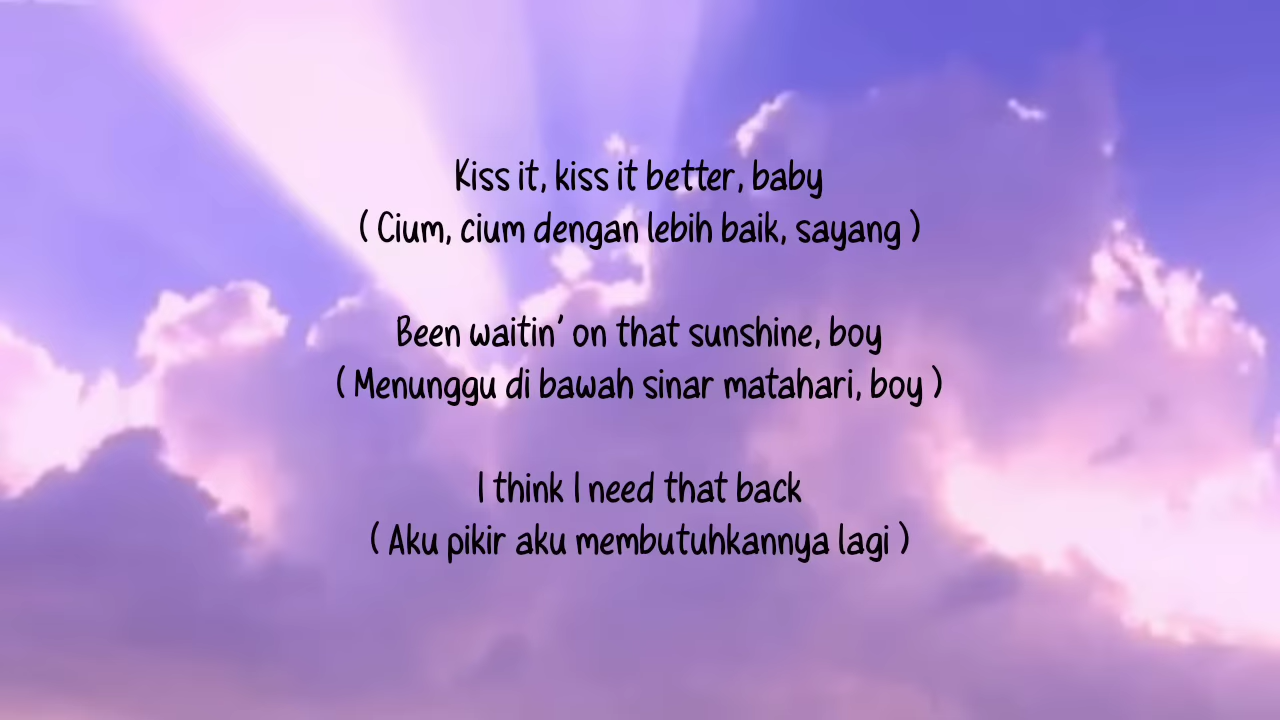 Kiss it, kiss it better, baby
( Cium, cium dengan lebih baik, sayang )
Been waitin' on that sunshine, boy
( Menunggu di bawah sinar matahari, boy )
I think I need that back
( Aku pikir aku membutuhkannya lagi )